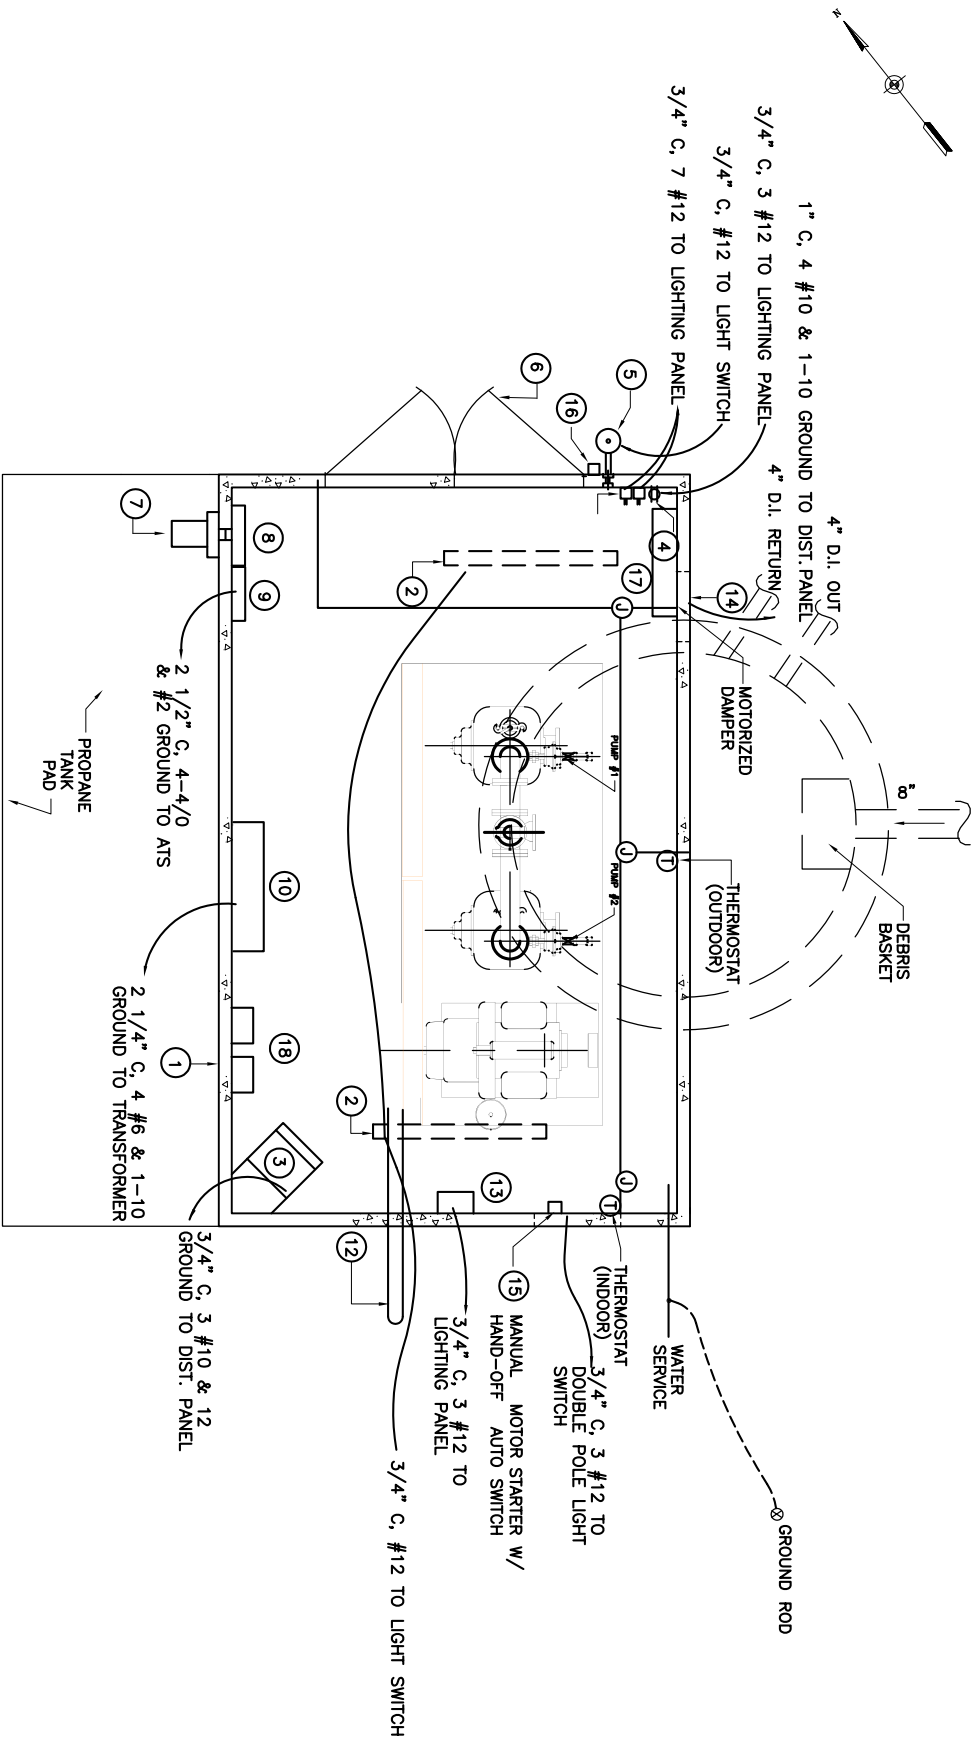 N
4" D.I. OUT
1" C, 4 #10 & 1-10 GROUND TO DIST. PANEL
4" D.I. RETURN
3/4" C, 3 #12 TO LIGHTING PANEL
3/4" C, #12 TO LIGHT SWITCH
3/4" C, 7 #12 TO LIGHTING PANEL
8"
DEBRIS
BASKET
MOTORIZED
DAMPER
THERMOSTAT
(OUTDOOR)
14
5
16
6
4
17
2
J
J
T
J
T
PUMP #1
PUMP #2
7
8
9
2 1/2" C, 4-4/0
& #2 GROUND TO ATS
PROPANE
TANK
PAD
10
2 1/4" C, 4 #6 & 1-10
GROUND TO TRANSFORMER
18
1
2
3
3/4" C, 3 #10 & 12
GROUND TO DIST. PANEL
13
12
GROUND ROD
WATER
SERVICE
THERMOSTAT
(INDOOR)
3/4" C, 3 #12 TO
DOUBLE POLE LIGHT
SWITCH
15
MANUAL MOTOR STARTER W/
HAND-OFF AUTO SWITCH
3/4" C, 3 #12 TO
LIGHTING PANEL
3/4" C, #12 TO LIGHT SWITCH